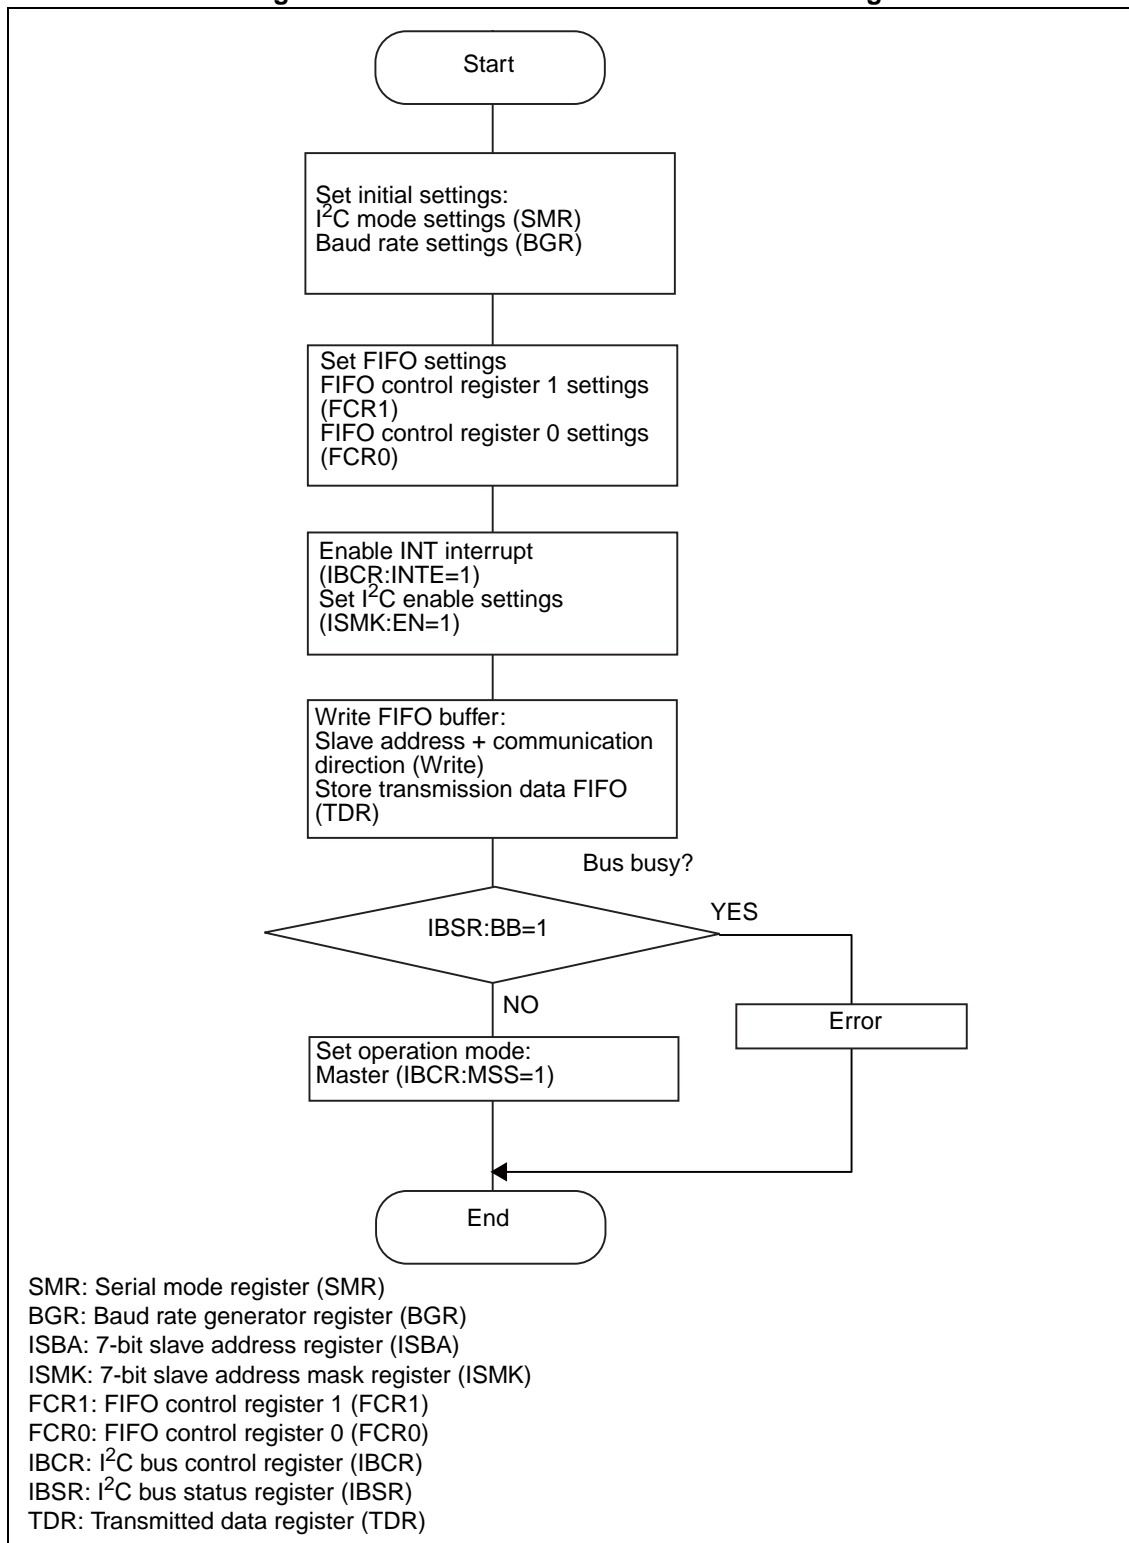 Start
Set initial settings:
I²C mode settings (SMR)
Baud rate settings (BGR)
Set FIFO settings
FIFO control register 1 settings
(FCR1)
FIFO control register 0 settings
(FCR0)
Enable INT interrupt
(IBCR:INTE=1)
Set I²C enable settings
(ISMK:EN=1)
Write FIFO buffer:
Slave address + communication
direction (Write)
Store transmission data FIFO
(TDR)
Bus busy?
IBSR:BB=1
YES
NO
Error
Set operation mode:
Master (IBCR:MSS=1)
End
SMR: Serial mode register (SMR)
BGR: Baud rate generator register (BGR)
ISBA: 7-bit slave address register (ISBA)
ISMK: 7-bit slave address mask register (ISMK)
FCR1: FIFO control register 1 (FCR1)
FCR0: FIFO control register 0 (FCR0)
IBCR: I²C bus control register (IBCR)
IBSR: I²C bus status register (IBSR)
TDR: Transmitted data register (TDR)